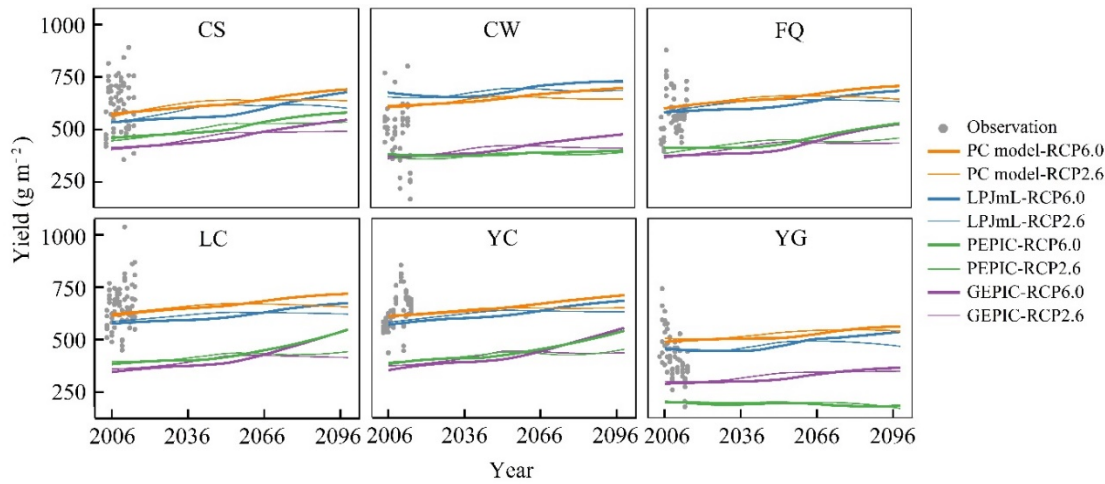 CS
CW
FQ
1000
750
500
250
LC
YC
YG
1000
750
500
250
Yield (g m⁻²)
2006 2036 2066 2096
2006 2036 2066 2096
2006 2036 2066 2096
Year
Observation
PC model-RCP6.0
PC model-RCP2.6
LPJmL-RCP6.0
LPJmL-RCP2.6
PEPIC-RCP6.0
PEPIC-RCP2.6
GEPIC-RCP6.0
GEPIC-RCP2.6